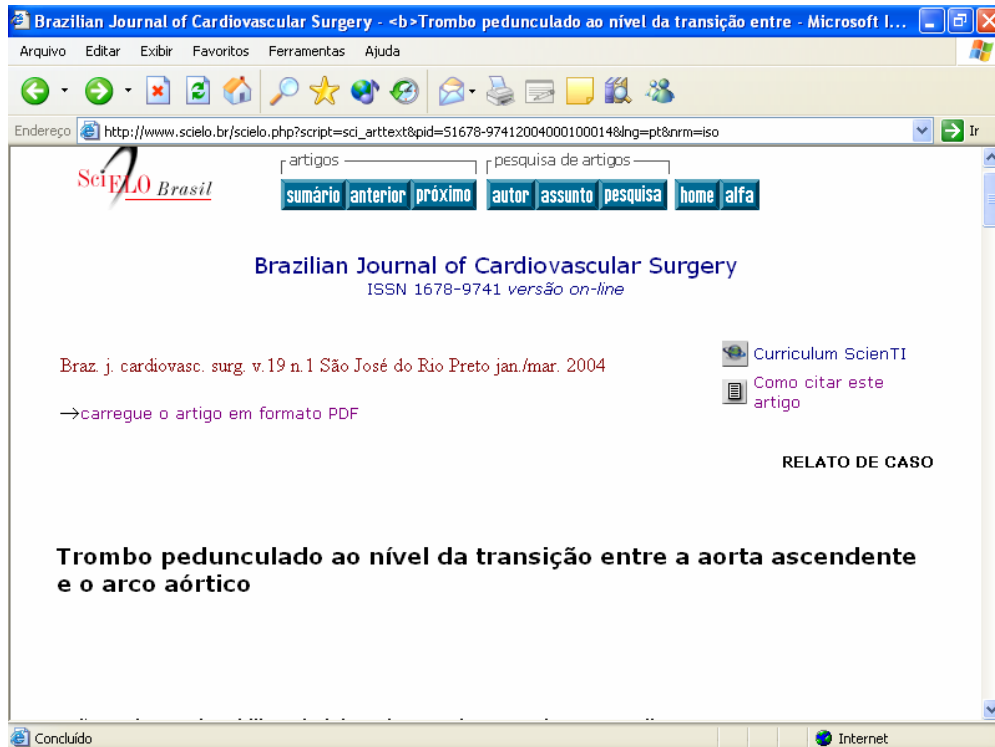 Brazilian Journal of Cardiovascular Surgery - <b>Trombo pedunculado ao nível da transição entre - Microsoft I...
Arquivo Editar Exibir Favoritos Ferramentas Ajuda
Endereço http://www.scielo.br/scielo.php?script=sci_arttext&pid=S1678-97412004000100014&lng=pt&nrm=iso Ir
SciELO Brasil
artigos pesquisa de artigos
sumário anterior próximo autor assunto pesquisa home alfa
Brazilian Journal of Cardiovascular Surgery
ISSN 1678-9741 versão on-line
Braz. j. cardiovasc. surg. v.19 n.1 São José do Rio Preto jan./mar. 2004
Curriculum ScienTI
Como citar este
artigo
→carregue o artigo em formato PDF
RELATO DE CASO
Trombo pedunculado ao nível da transição entre a aorta ascendente
e o arco aórtico
Concluído Internet